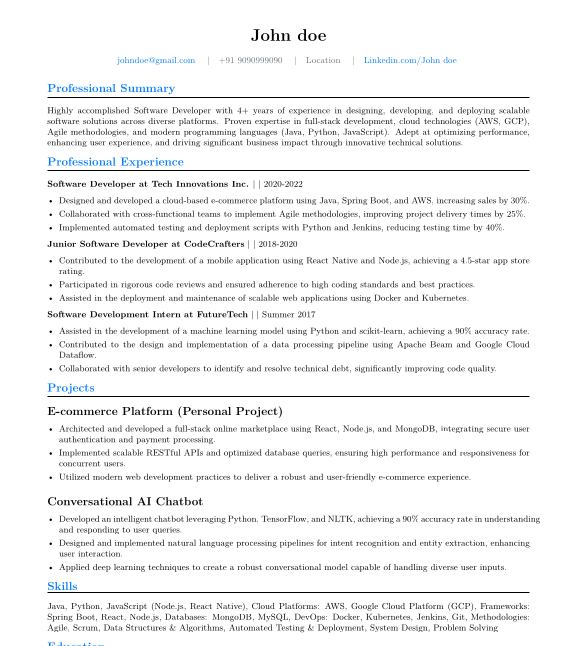 John doe
johndoe@gmail.com | +91 9090999090 | Location | Linkedin.com/John doe
Professional Summary
Highly accomplished Software Developer with 4+ years of experience in designing, developing, and deploying scalable
software solutions across diverse platforms. Proven expertise in full-stack development, cloud technologies (AWS, GCP),
Agile methodologies, and modern programming languages (Java, Python, JavaScript). Adept at optimizing performance,
enhancing user experience, and driving significant business impact through innovative technical solutions.
Professional Experience
Software Developer at Tech Innovations Inc. | | 2020-2022
• Designed and developed a cloud-based e-commerce platform using Java, Spring Boot, and AWS, increasing sales by 30%.
• Collaborated with cross-functional teams to implement Agile methodologies, improving project delivery times by 25%.
• Implemented automated testing and deployment scripts with Python and Jenkins, reducing testing time by 40%.
Junior Software Developer at CodeCrafters | | 2018-2020
• Contributed to the development of a mobile application using React Native and Node.js, achieving a 4.5-star app store
rating.
• Participated in rigorous code reviews and ensured adherence to high coding standards and best practices.
• Assisted in the deployment and maintenance of scalable web applications using Docker and Kubernetes.
Software Development Intern at FutureTech | | Summer 2017
• Assisted in the development of a machine learning model using Python and scikit-learn, achieving a 90% accuracy rate.
• Contributed to the design and implementation of a data processing pipeline using Apache Beam and Google Cloud
Dataflow.
• Collaborated with senior developers to identify and resolve technical debt, significantly improving code quality.
Projects
E-commerce Platform (Personal Project)
• Architected and developed a full-stack online marketplace using React, Node.js, and MongoDB, integrating secure user
authentication and payment processing.
• Implemented scalable RESTful APIs and optimized database queries, ensuring high performance and responsiveness for
concurrent users.
• Utilized modern web development practices to deliver a robust and user-friendly e-commerce experience.
Conversational AI Chatbot
• Developed an intelligent chatbot leveraging Python, TensorFlow, and NLTK, achieving a 90% accuracy rate in understanding
and responding to user queries.
• Designed and implemented natural language processing pipelines for intent recognition and entity extraction, enhancing
user interaction.
• Applied deep learning techniques to create a robust conversational model capable of handling diverse user inputs.
Skills
Java, Python, JavaScript (Node.js, React Native), Cloud Platforms: AWS, Google Cloud Platform (GCP), Frameworks:
Spring Boot, React, Node.js, Databases: MongoDB, MySQL, DevOps: Docker, Kubernetes, Jenkins, Git, Methodologies:
Agile, Scrum, Data Structures & Algorithms, Automated Testing & Deployment, System Design, Problem Solving
Education